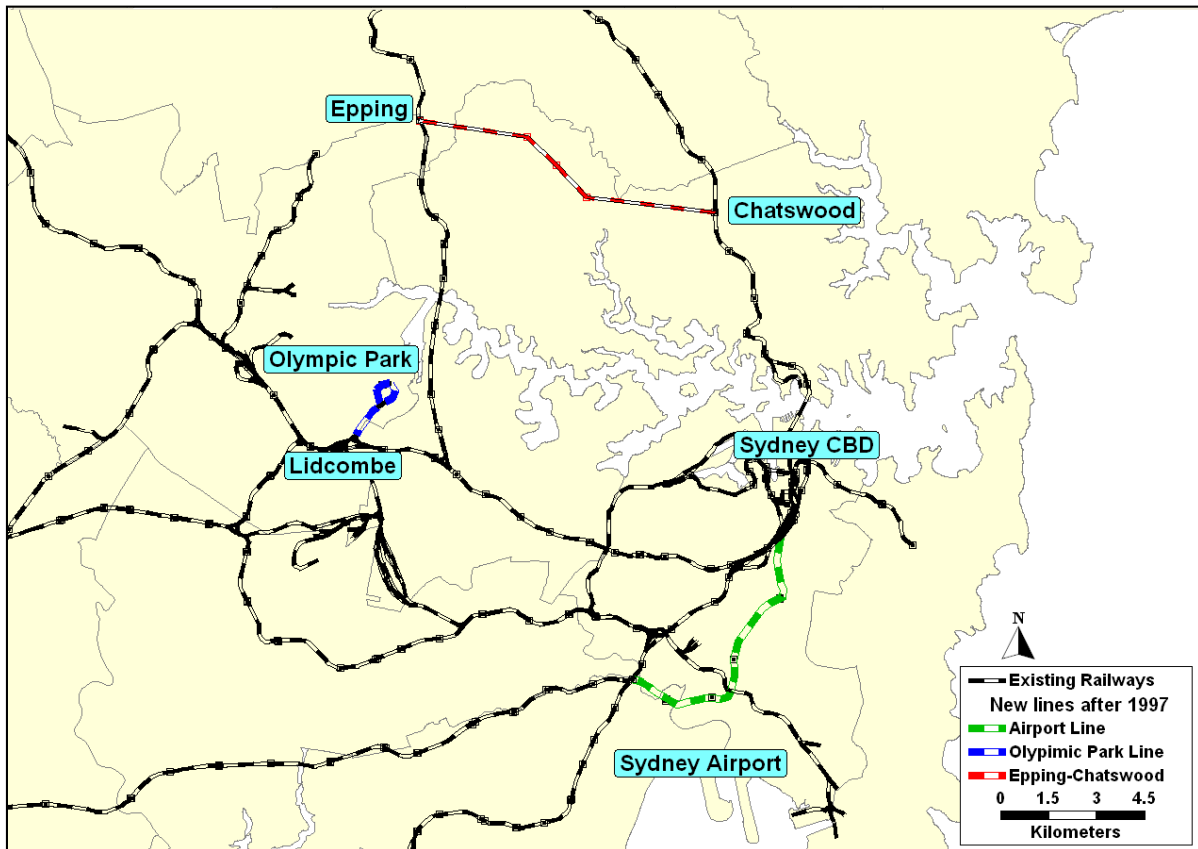 Epping
Chatswood
Olympic Park
Sydney CBD
Lidcombe
Sydney Airport
N
Existing Railways
New lines after 1997
Airport Line
Olypimic Park Line
Epping-Chatswood
0 1.5 3 4.5
Kilometers